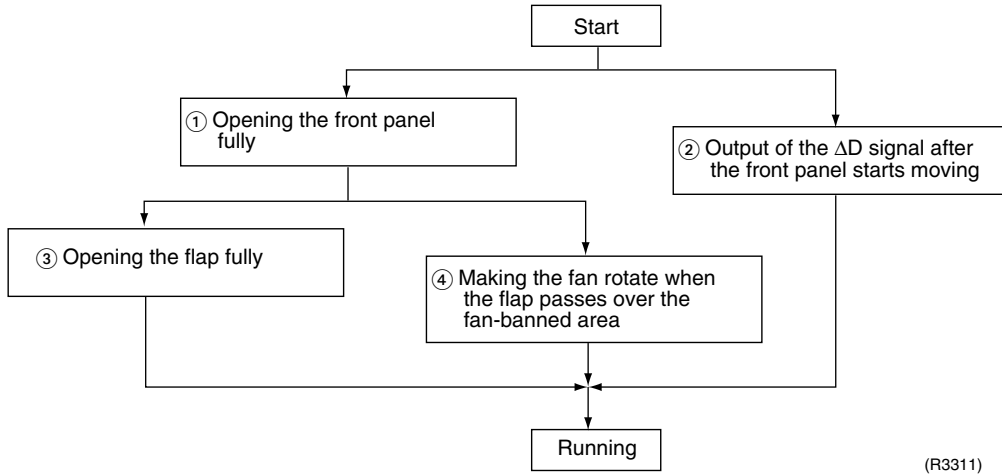 Start
① Opening the front panel
fully
② Output of the ΔD signal after
the front panel starts moving
③ Opening the flap fully
④ Making the fan rotate when
the flap passes over the
fan-banned area
Running
(R3311)